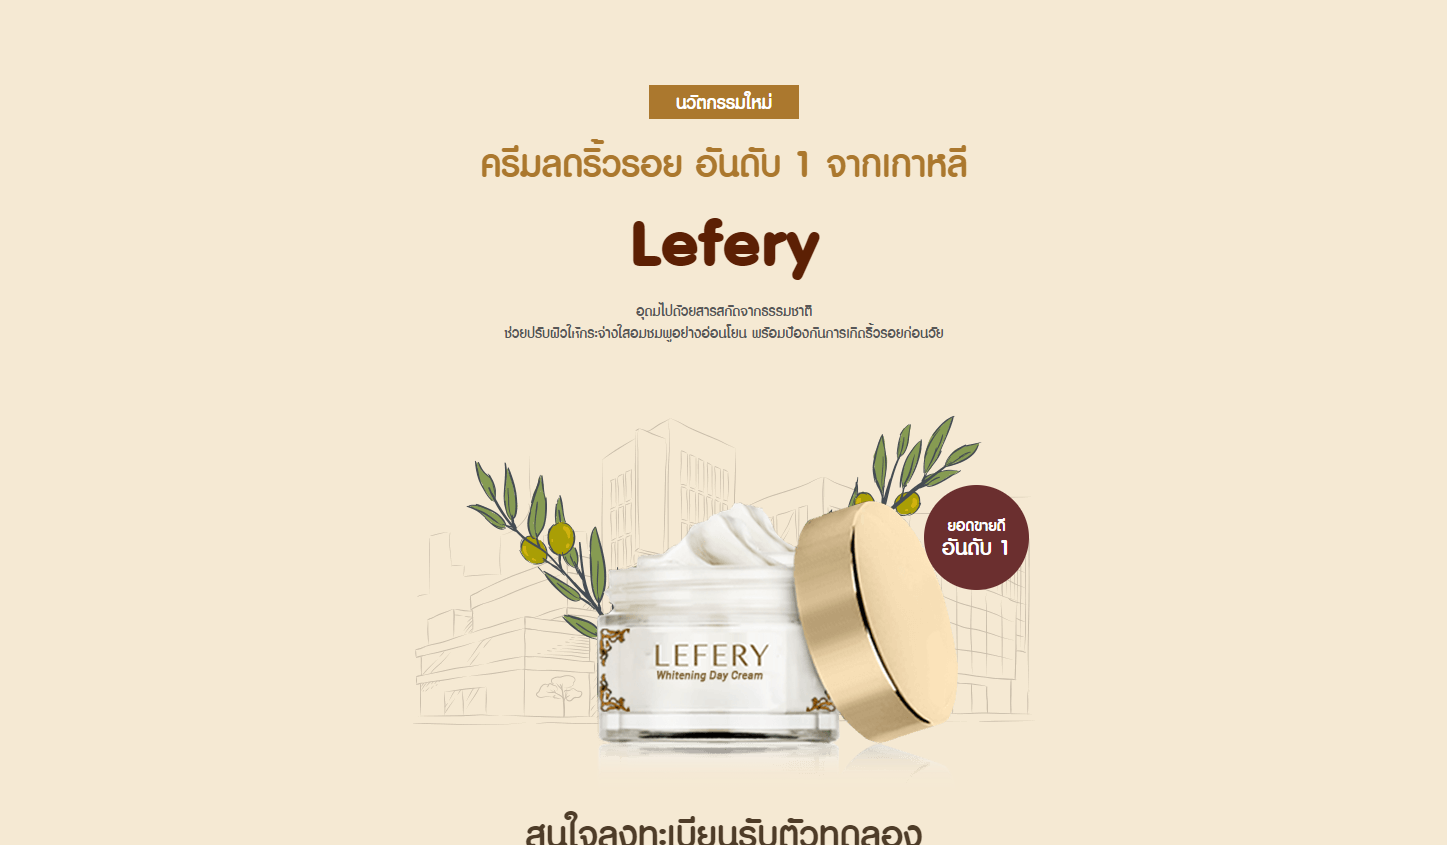 นวัตกรรมใหม่
ครีมลดริ้วรอย อันดับ 1 จากเกาหลี
Lefery
อุดมไปด้วยสารสกัดจากธรรมชาติ
ช่วยปรับผิวให้กระจ่างใสอมชมพูอย่างอ่อนโยน พร้อมป้องกันการเกิดริ้วรอยก่อนวัย
ยอดขายดี
อันดับ 1
LEFERY
Whitening Day Cream
สนใจลงทะเบียนรับตัวทดลอง